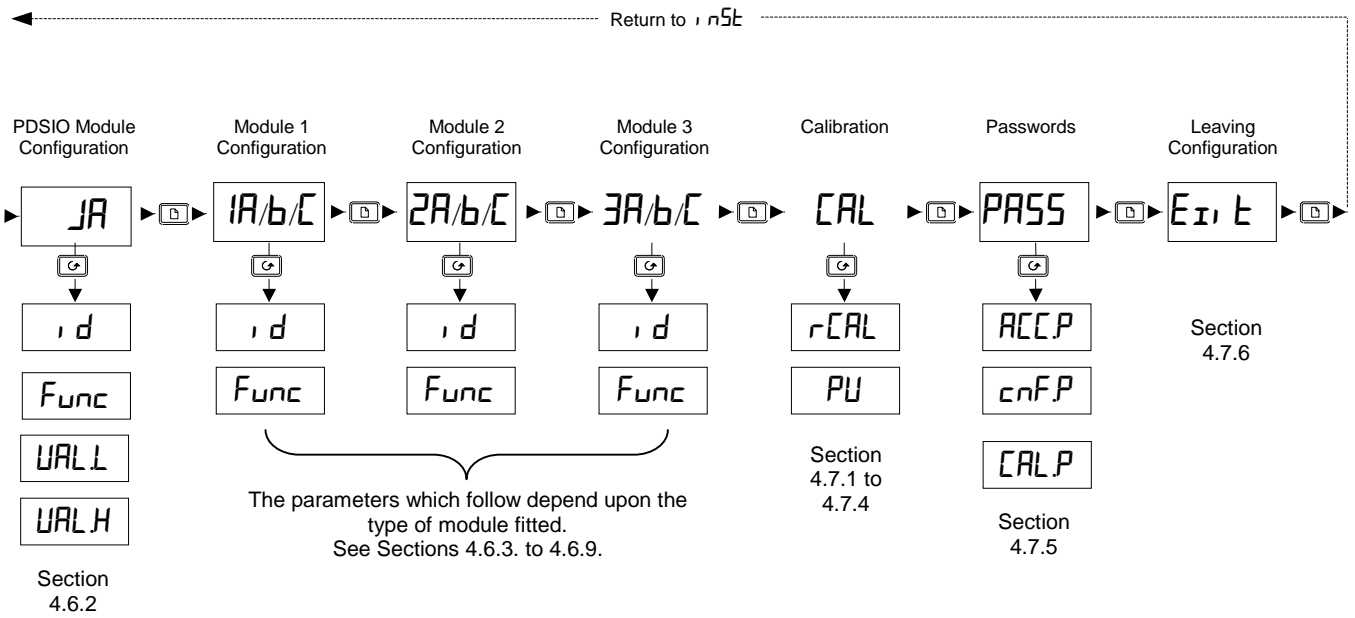 Return to inSt
PDSIO Module
Configuration
Module 1
Configuration
Module 2
Configuration
Module 3
Configuration
Calibration
Passwords
Leaving
Configuration
JA
1A/b/C
2A/b/C
3A/b/C
CAL
PASS
Exit
id
id
id
id
rCAL
ACC.P
Func
Func
Func
Func
PV
cnF.P
VAL.L
VAL.H
CAL.P
Section
4.6.2
The parameters which follow depend upon the
type of module fitted.
See Sections 4.6.3. to 4.6.9.
Section
4.7.1 to
4.7.4
Section
4.7.5
Section
4.7.6